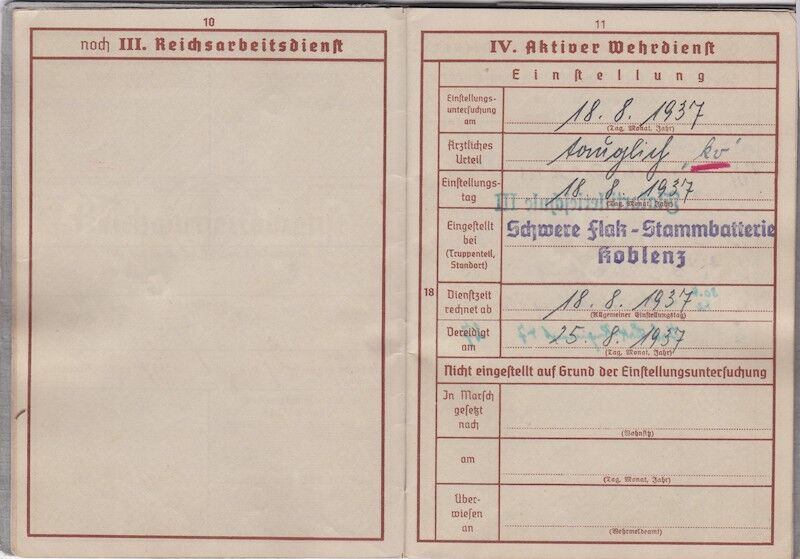 10
noch III. Reichsarbeitsdienst
11
IV. Aktiver Wehrdienst
Einstellung
Einstellungs-
untersuchung
am
18. 8. 1937
(Tag, Monat, Jahr)
Ärztliches
Urteil
tauglich „kv“
Einstellungs-
tag
18. 8. 1937
(Tag, Monat, Jahr)
Eingestellt
bei
(Truppenteil,
Standort)
Schwere Flak-Stammbatterie
Koblenz
18
Dienstzeit
rechnet ab
18. 8. 1937
(Allgemeiner Einstellungstag)
Vereidigt
am
25. 8. 1937
(Tag, Monat, Jahr)
Nicht eingestellt auf Grund der Einstellungsuntersuchung
In Marsch
gesetzt
nach
(Wohnsitz)
am
(Tag, Monat, Jahr)
Über-
wiesen
an
(Wehrmeldeamt)